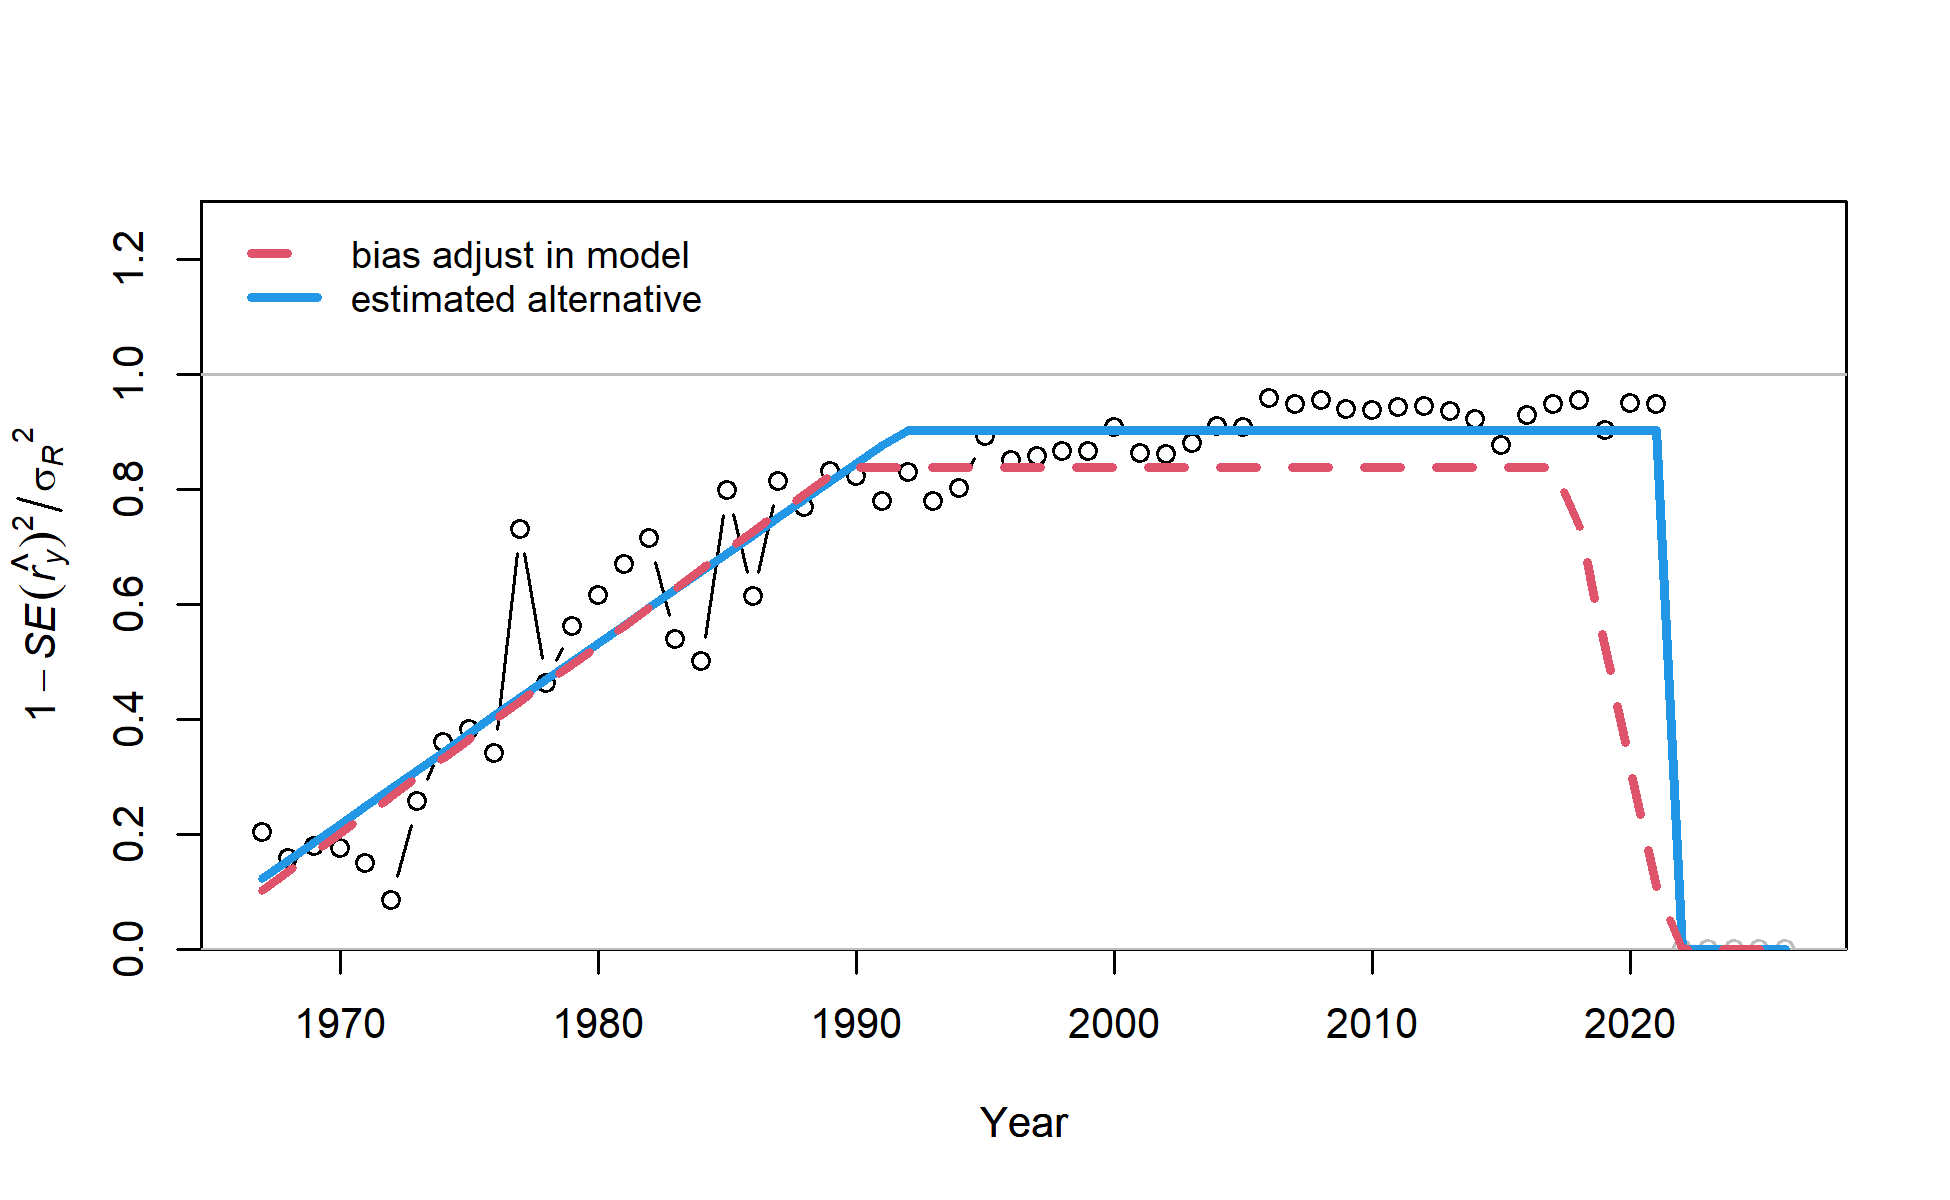 bias adjust in model
estimated alternative
1 − SE(r̂y)² / σR²
0.0 0.2 0.4 0.6 0.8 1.0 1.2
1970 1980 1990 2000 2010 2020
Year